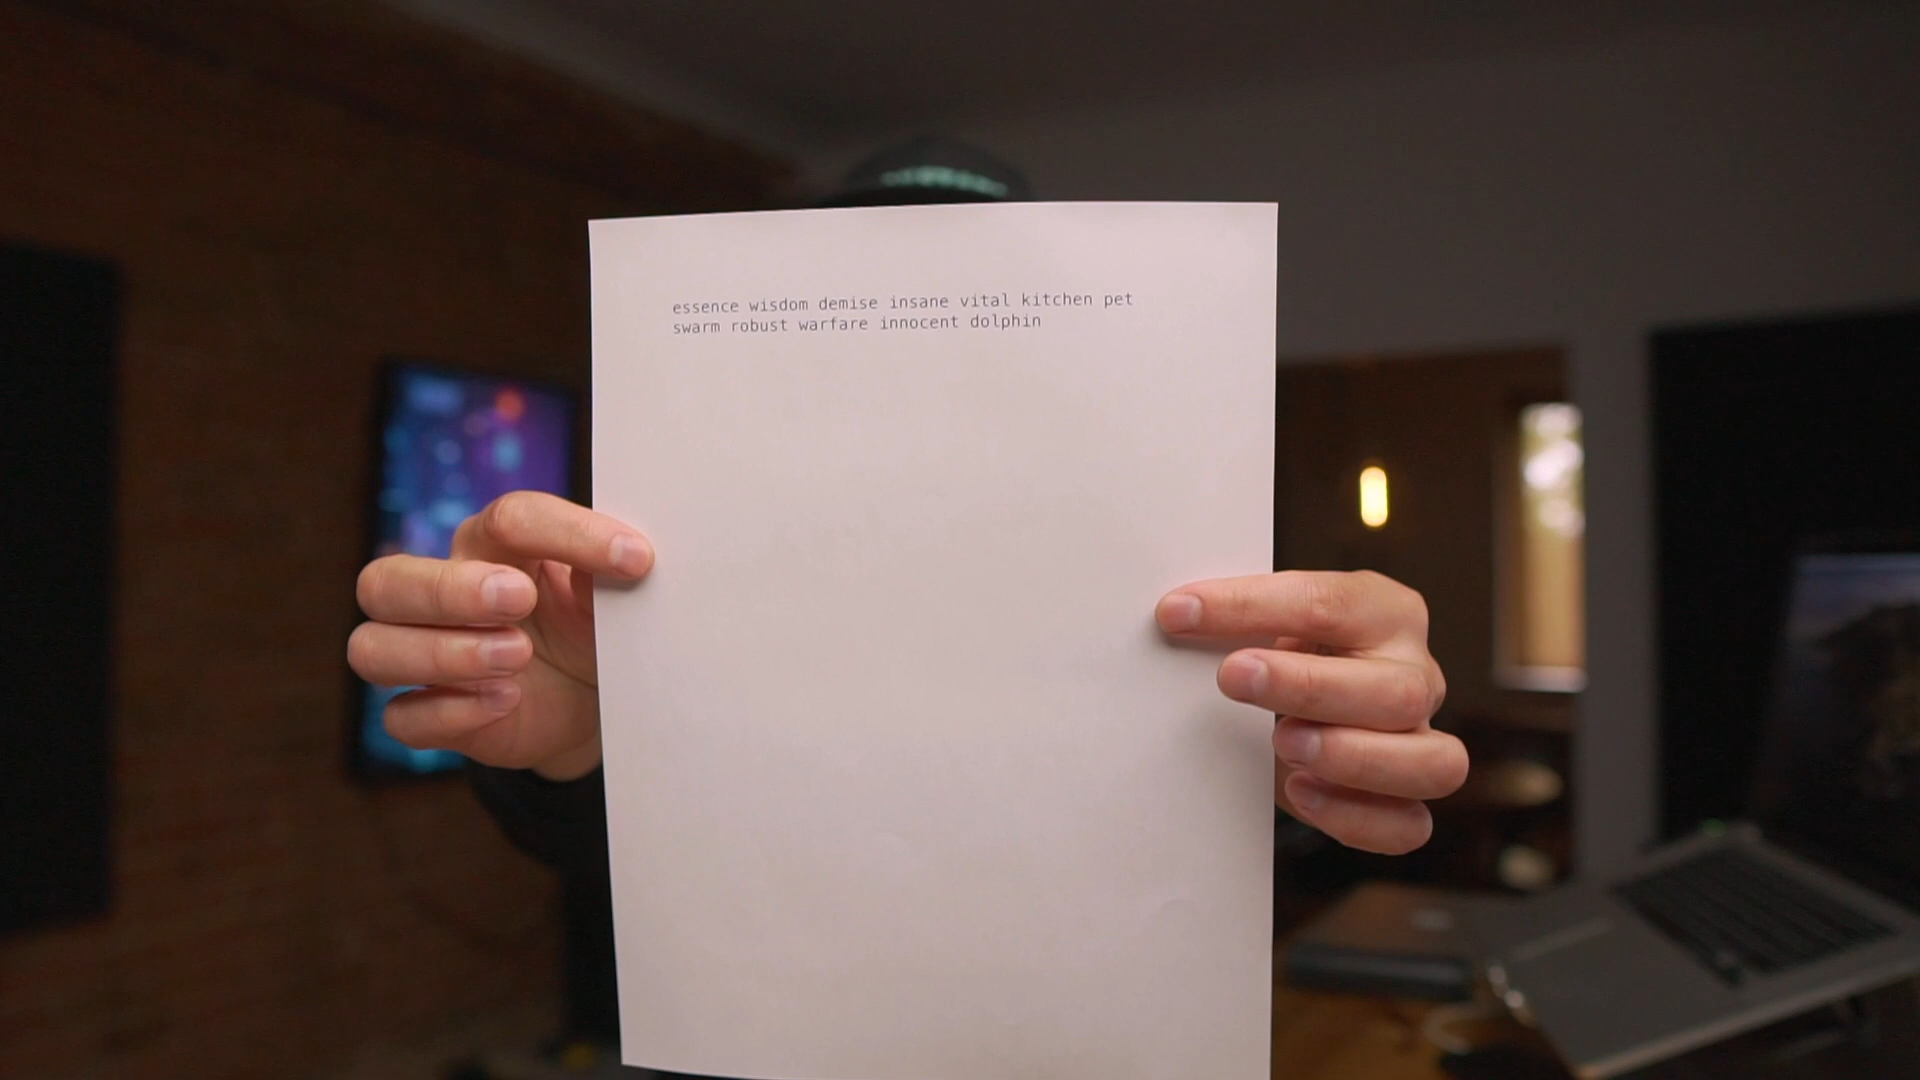 essence wisdom demise insane vital kitchen pet
swarm robust warfare innocent dolphin